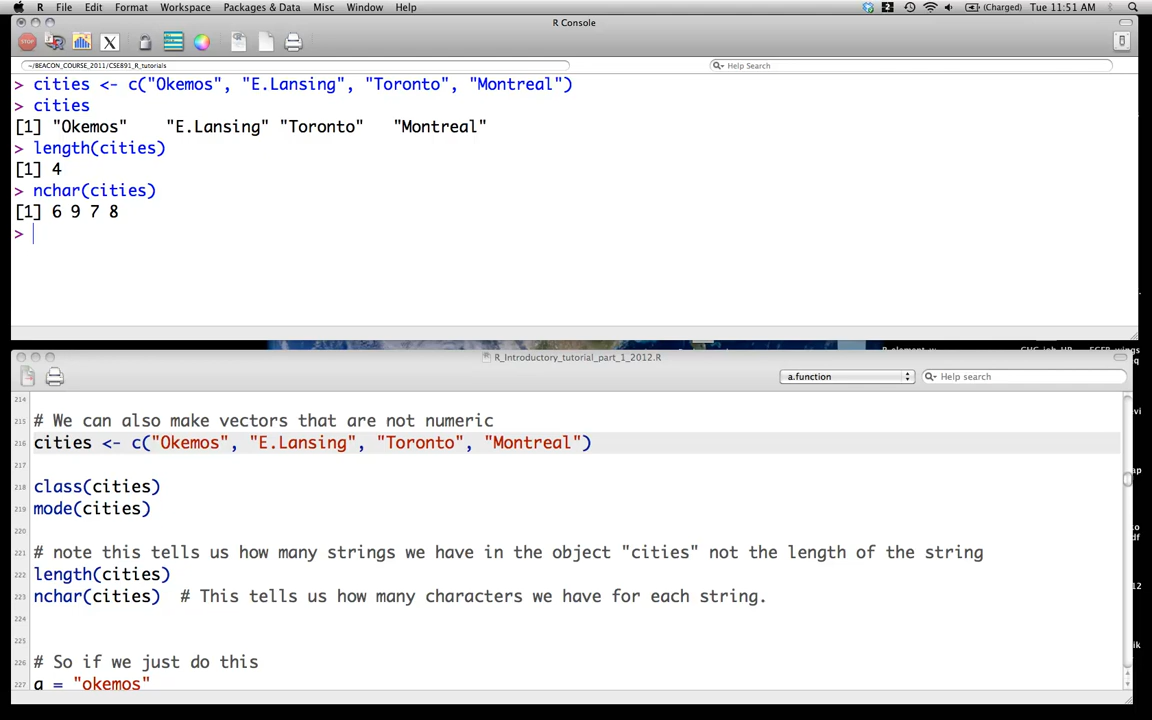 R File Edit Format Workspace Packages & Data Misc Window Help 2 (Charged) Tue 11:51 AM
R Console
STOP X
~/BEACON_COURSE_2011/CSE891_R_tutorials Help Search
> cities <- c("Okemos", "E.Lansing", "Toronto", "Montreal")
> cities
[1] "Okemos" "E.Lansing" "Toronto" "Montreal"
> length(cities)
[1] 4
> nchar(cities)
[1] 6 9 7 8
>
R_Introductory_tutorial_part_1_2012.R
a.function Help search
214
215 # We can also make vectors that are not numeric
216 cities <- c("Okemos", "E.Lansing", "Toronto", "Montreal")
217
218 class(cities)
219 mode(cities)
220
221 # note this tells us how many strings we have in the object "cities" not the length of the string
222 length(cities)
223 nchar(cities) # This tells us how many characters we have for each string.
224
225
226 # So if we just do this
227 a = "okemos"